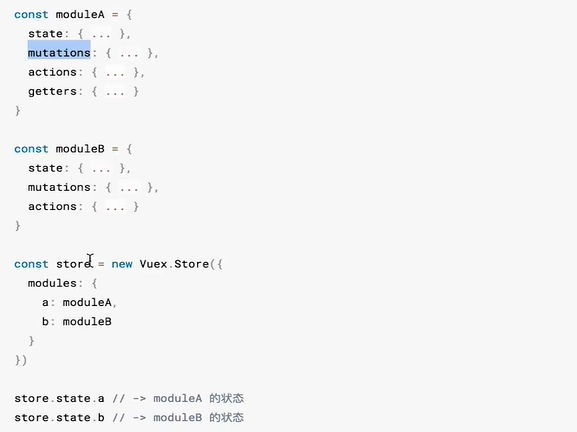 const moduleA = {
  state: { ... },
  mutations: { ... },
  actions: { ... },
  getters: { ... }
}

const moduleB = {
  state: { ... },
  mutations: { ... },
  actions: { ... }
}

const store = new Vuex.Store({
  modules: {
    a: moduleA,
    b: moduleB
  }
})

store.state.a // -> moduleA 的状态
store.state.b // -> moduleB 的状态